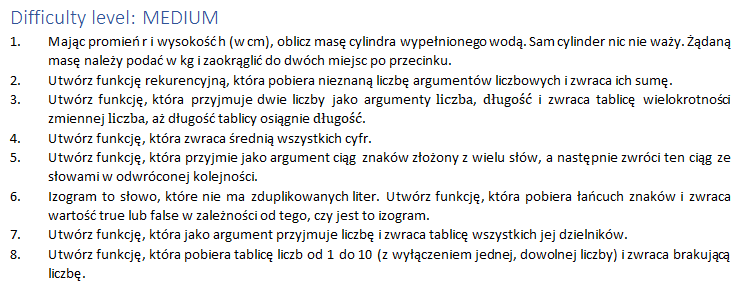 Difficulty level: MEDIUM
1. Mając promień r i wysokość h (w cm), oblicz masę cylindra wypełnionego wodą. Sam cylinder nic nie waży. Żądaną
masę należy podać w kg i zaokrąglić do dwóch miejsc po przecinku.
2. Utwórz funkcję rekurencyjną, która pobiera nieznaną liczbę argumentów liczbowych i zwraca ich sumę.
3. Utwórz funkcję, która przyjmuje dwie liczby jako argumenty liczba, długość i zwraca tablicę wielokrotności
zmiennej liczba, aż długość tablicy osiągnie długość.
4. Utwórz funkcję, która zwraca średnią wszystkich cyfr.
5. Utwórz funkcję, która przyjmie jako argument ciąg znaków złożony z wielu słów, a następnie zwróci ten ciąg ze
słowami w odwróconej kolejności.
6. Izogram to słowo, które nie ma zduplikowanych liter. Utwórz funkcję, która pobiera łańcuch znaków i zwraca
wartość true lub false w zależności od tego, czy jest to izogram.
7. Utwórz funkcję, która jako argument przyjmuje liczbę i zwraca tablicę wszystkich jej dzielników.
8. Utwórz funkcję, która pobiera tablicę liczb od 1 do 10 (z wyłączeniem jednej, dowolnej liczby) i zwraca brakującą
liczbę.